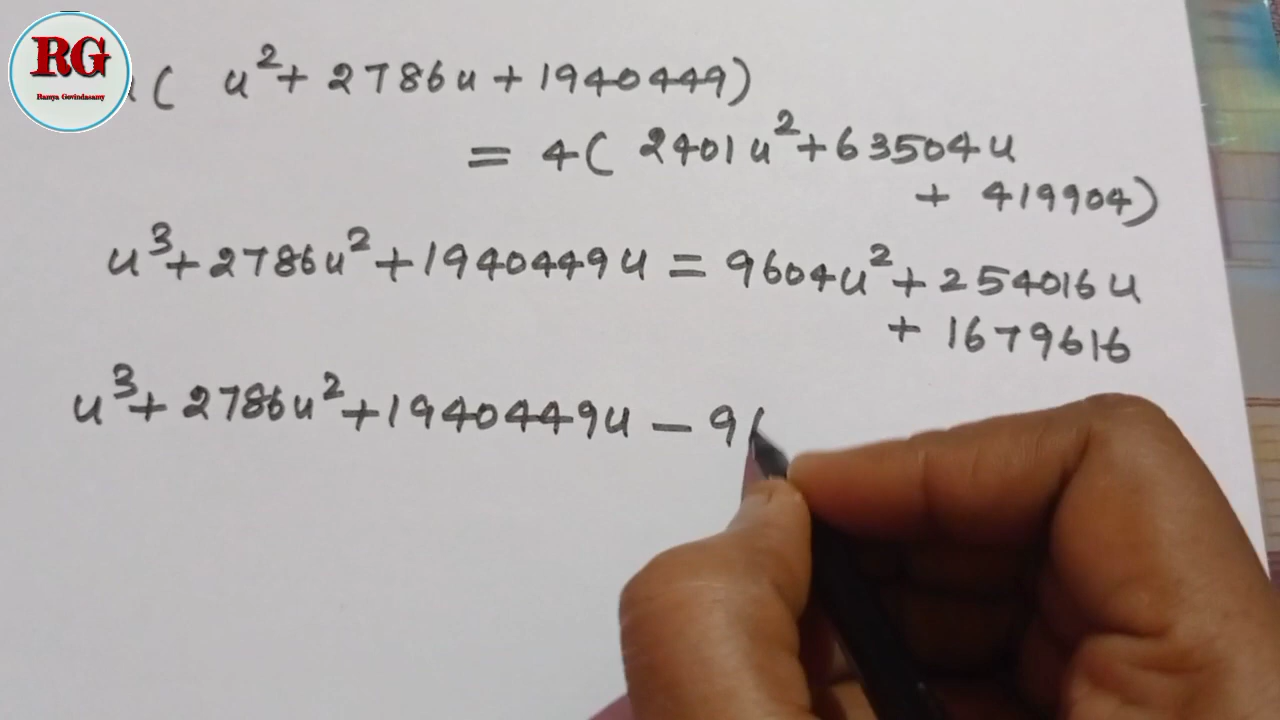 RG
Ramya Govindasamy
( u²+ 2786u + 1940449)
= 4( 2401u²+63504u
+ 419904)
u³+2786u²+1940449u = 9604u²+254016u
+ 1679616
u³+ 2786u²+1940449u - 96